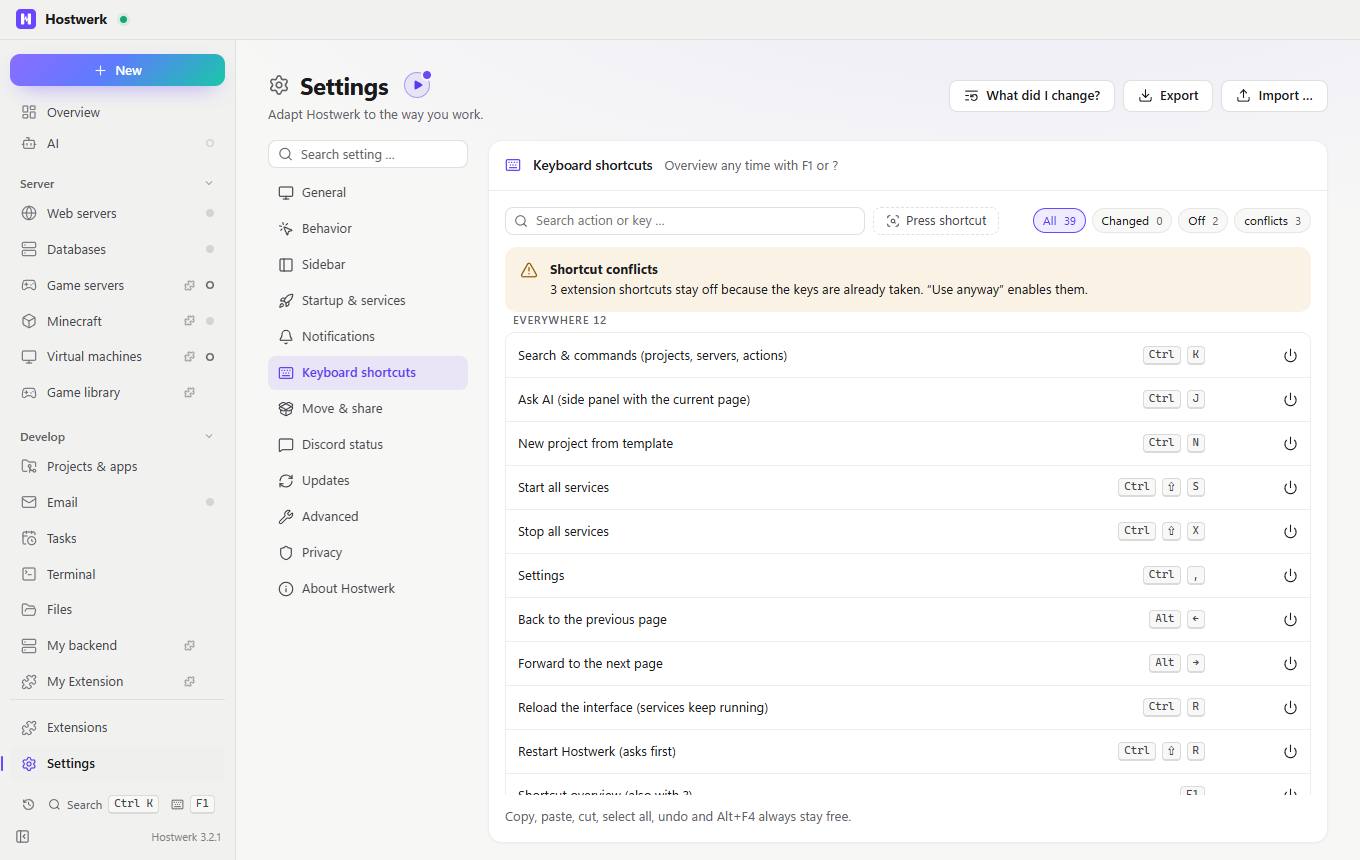 Hostwerk
New
Overview
AI
Server
Web servers
Databases
Game servers
Minecraft
Virtual machines
Game library
Develop
Projects & apps
Email
Tasks
Terminal
Files
My backend
My Extension
Extensions
Settings
Search Ctrl K F1
Hostwerk 3.2.1
Settings
Adapt Hostwerk to the way you work.
What did I change?
Export
Import ...
Search setting ...
General
Behavior
Sidebar
Startup & services
Notifications
Keyboard shortcuts
Move & share
Discord status
Updates
Advanced
Privacy
About Hostwerk
Keyboard shortcuts Overview any time with F1 or ?
Search action or key ...
Press shortcut
All 39
Changed 0
Off 2
conflicts 3
Shortcut conflicts
3 extension shortcuts stay off because the keys are already taken. “Use anyway” enables them.
EVERYWHERE 12
Search & commands (projects, servers, actions) Ctrl K
Ask AI (side panel with the current page) Ctrl J
New project from template Ctrl N
Start all services Ctrl ⇧ S
Stop all services Ctrl ⇧ X
Settings Ctrl ,
Back to the previous page Alt ←
Forward to the next page Alt →
Reload the interface (services keep running) Ctrl R
Restart Hostwerk (asks first) Ctrl ⇧ R
Shortcut overview (also with ?) F1
Copy, paste, cut, select all, undo and Alt+F4 always stay free.